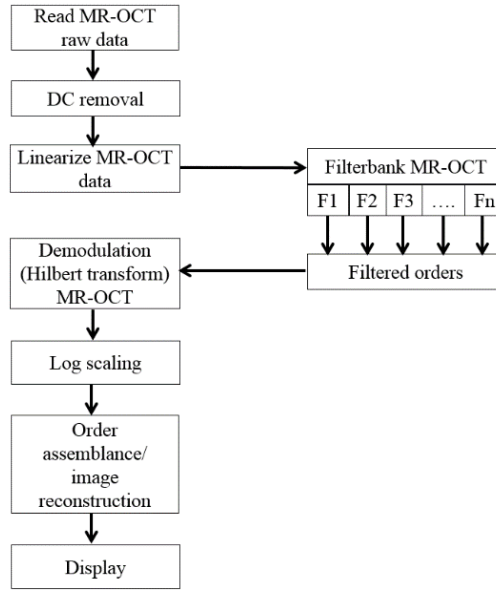 Read MR-OCT
raw data
DC removal
Linearize MR-OCT
data
Filterbank MR-OCT
F1 F2 F3 .... Fn
Filtered orders
Demodulation
(Hilbert transform)
MR-OCT
Log scaling
Order
assemblance/
image
reconstruction
Display